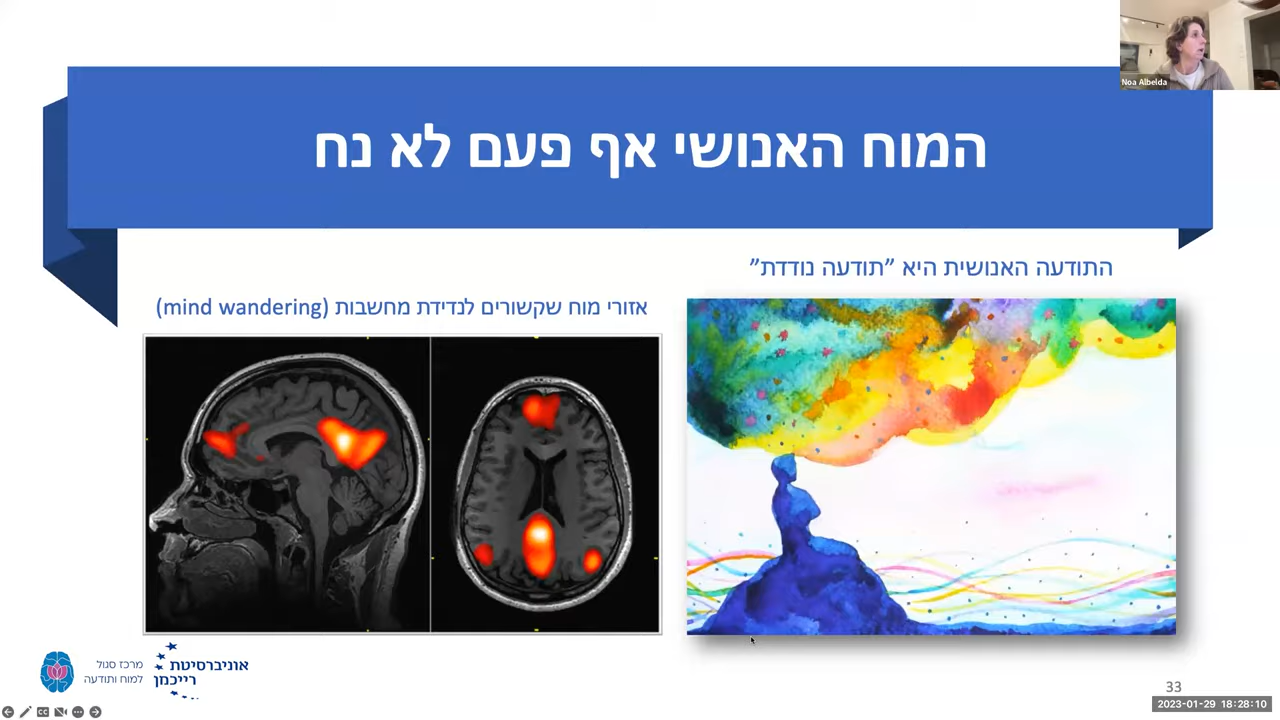 Noa Albelda
המוח האנושי אף פעם לא נח
התודעה האנושית היא ”תודעה נודדת”
אזורי מוח שקשורים לנדידת מחשבות (mind wandering)
אוניברסיטת
רייכמן
מרכז סגול
למוח ותודעה
33
2023-01-29 18:28:10
CC